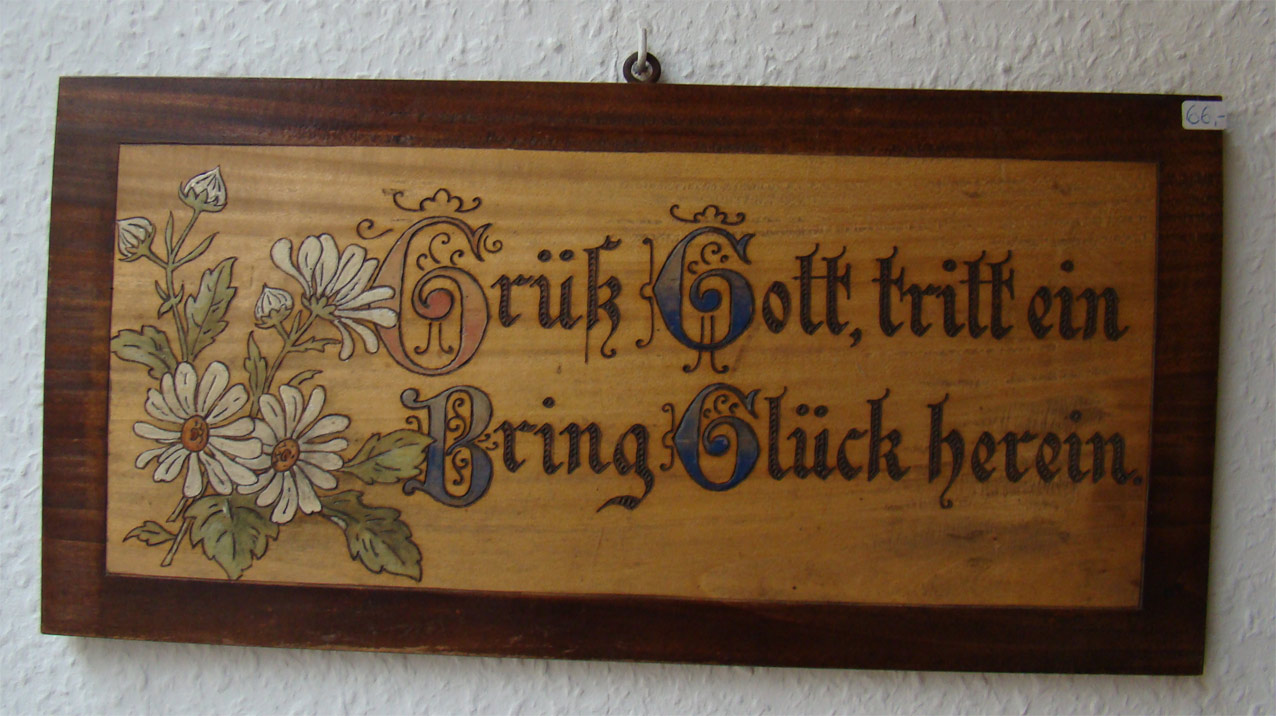 66,-
Grüß Gott, tritt ein
Bring Glück herein.